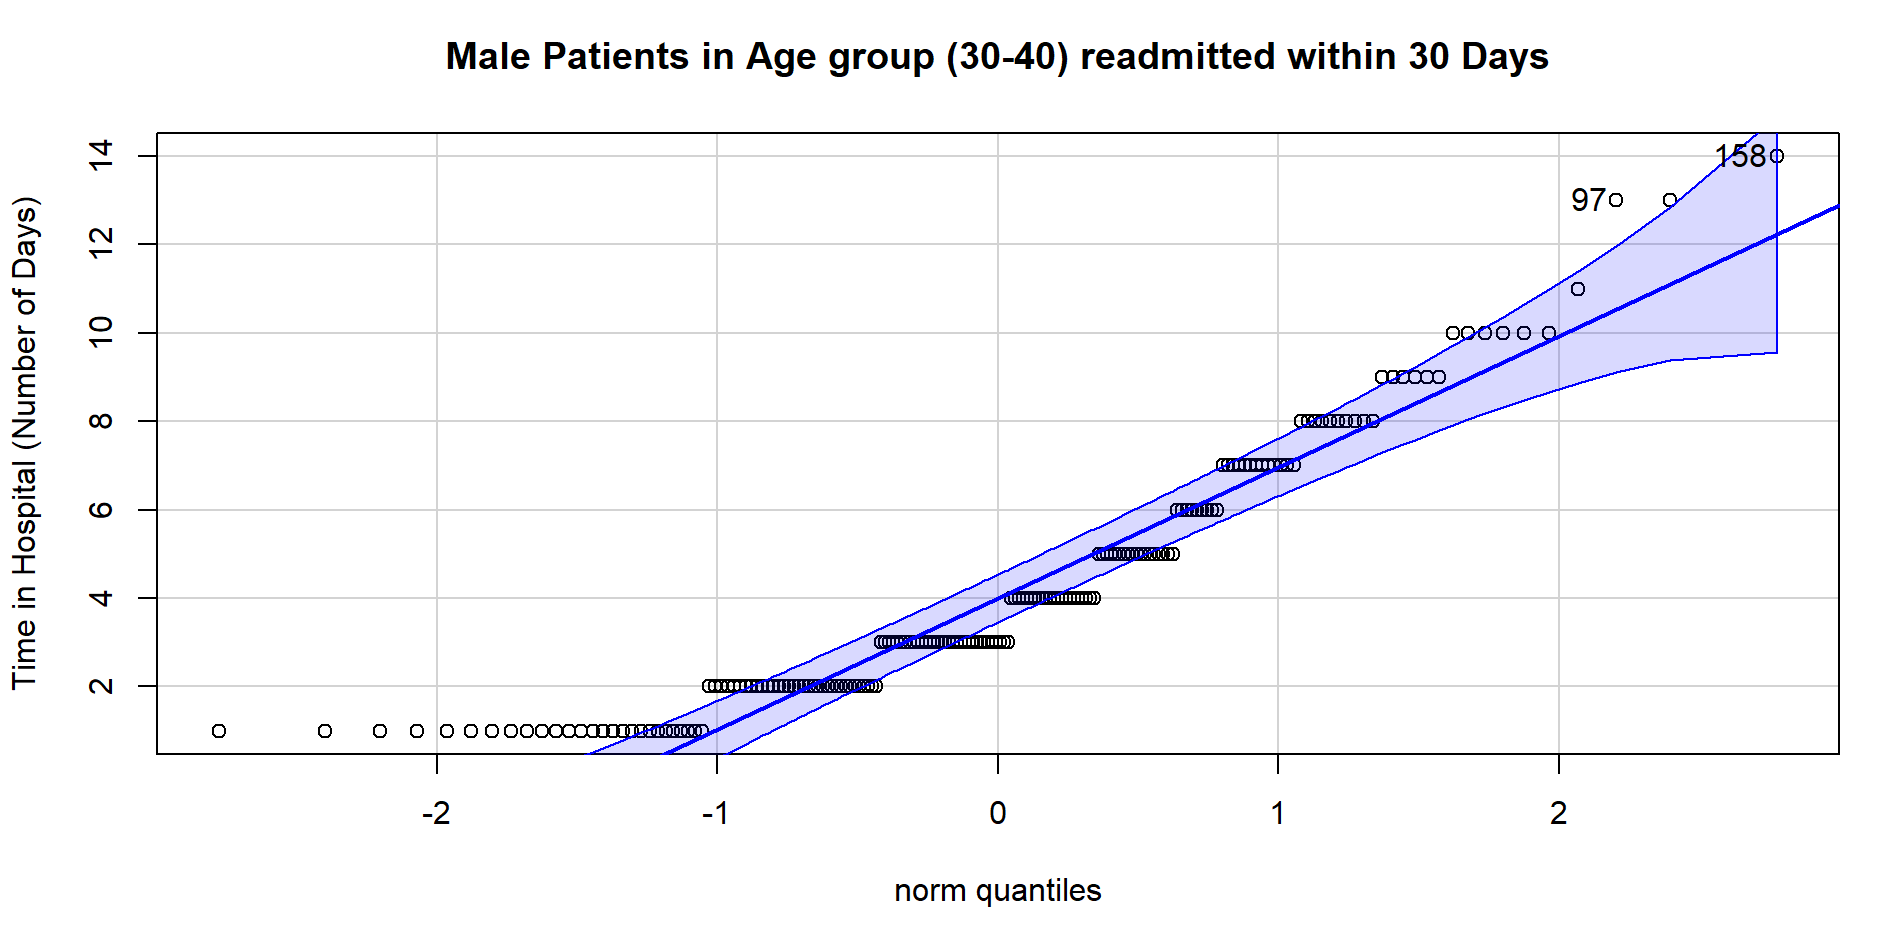 Male Patients in Age group (30-40) readmitted within 30 Days
Time in Hospital (Number of Days)
14
12
10
8
6
4
2
158
97
-2 -1 0 1 2
norm quantiles